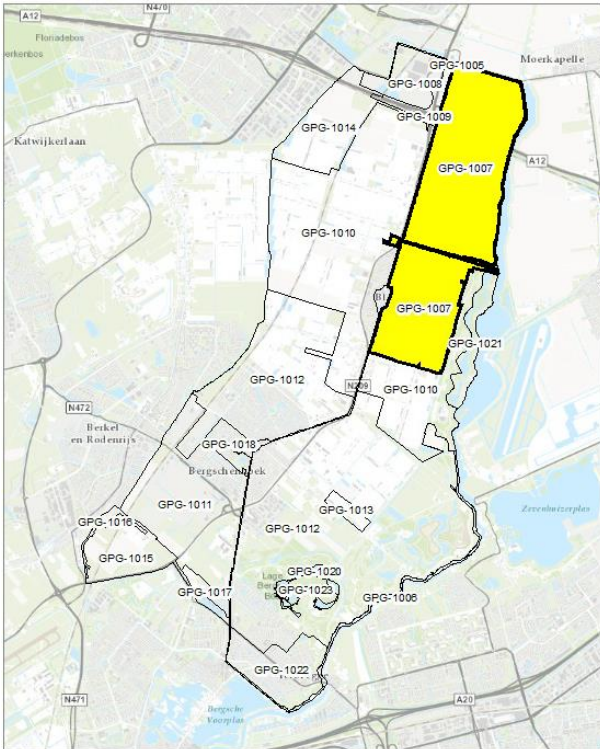 A12
N470
Floriadebos
erkenbos
Moerkapelle
GPG-1005
GPG-1008
GPG-1009
GPG-1014
Katwijkerlaan
A12
GPG-1007
GPG-1010
Bl
GPG-1007
GPG-1021
GPG-1012
N209
GPG-1010
N472
Berkel
en Rodenrijs
GPG-1018
Bergschenhoek
GPG-1011
GPG-1013
Zevenhuizerplas
GPG-1016
GPG-1012
GPG-1015
GPG-1020
Lage
GPG-1023
GPG-1017
GPG-1006
GPG-1022
N471
Bergsche
Voorplas
A20